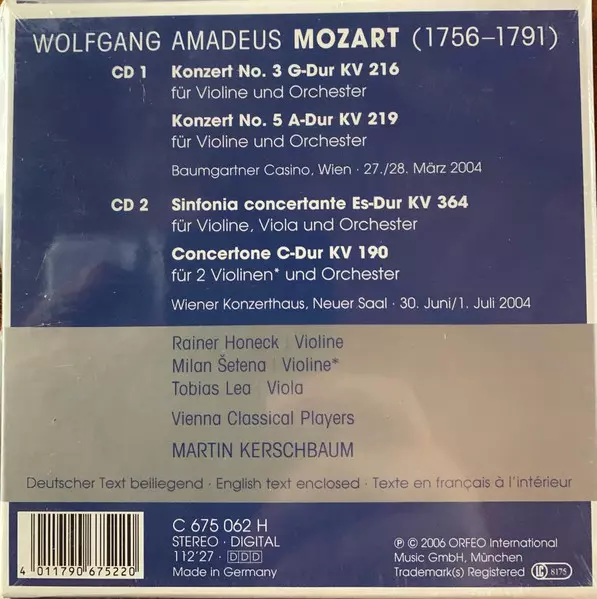 WOLFGANG AMADEUS MOZART (1756–1791)
CD 1 Konzert No. 3 G-Dur KV 216
für Violine und Orchester
Konzert No. 5 A-Dur KV 219
für Violine und Orchester
Baumgartner Casino, Wien · 27./28. März 2004
CD 2 Sinfonia concertante Es-Dur KV 364
für Violine, Viola und Orchester
Concertone C-Dur KV 190
für 2 Violinen* und Orchester
Wiener Konzerthaus, Neuer Saal · 30. Juni/1. Juli 2004
Rainer Honeck | Violine
Milan Šetena | Violine*
Tobias Lea | Viola
Vienna Classical Players
MARTIN KERSCHBAUM
Deutscher Text beiliegend · English text enclosed · Texte en français à l'intérieur
C 675 062 H
STEREO · DIGITAL
112'27 · DDD
Made in Germany
4 011790 675220
℗ © 2006 ORFEO International
Music GmbH, München
Trademark(s) Registered LC 8175